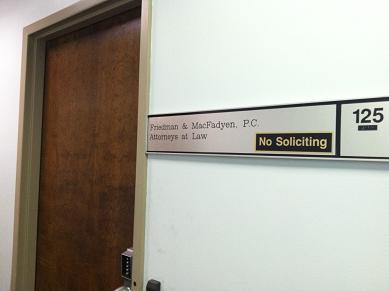 Friedman & MacFadyen, P.C.
Attorneys at Law
No Soliciting
125